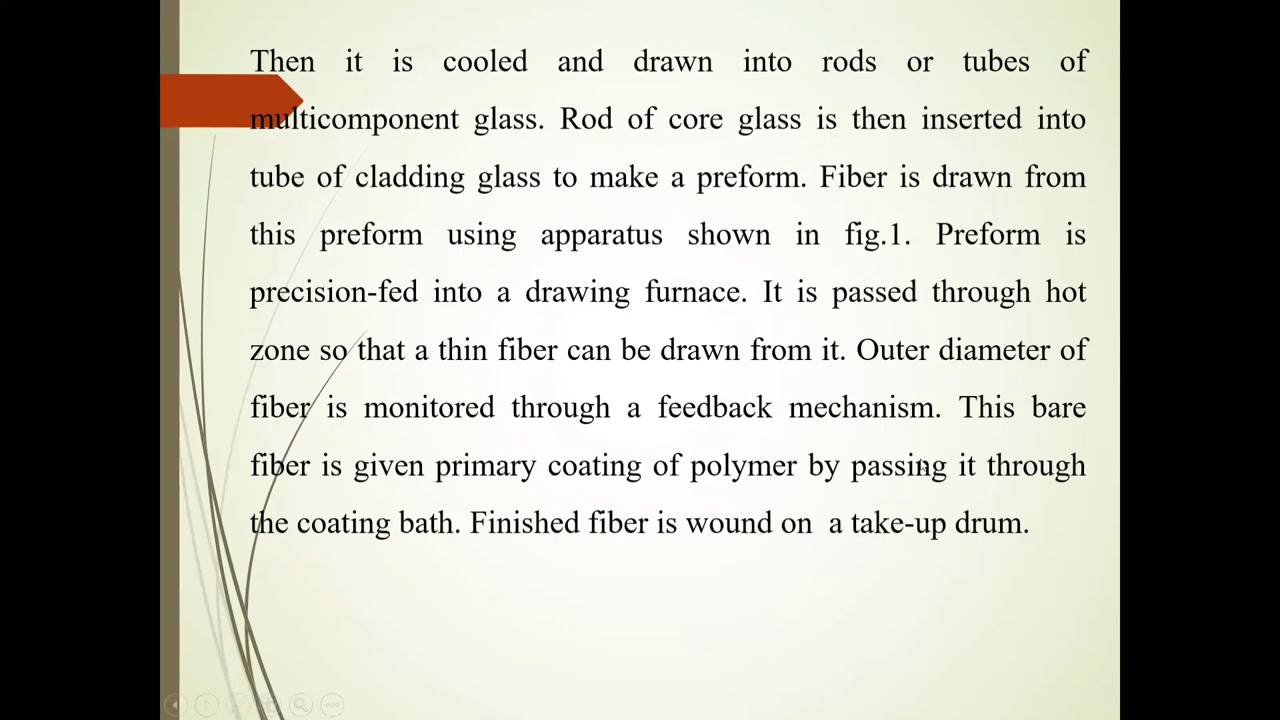 Then it is cooled and drawn into rods or tubes of
multicomponent glass. Rod of core glass is then inserted into
tube of cladding glass to make a preform. Fiber is drawn from
this preform using apparatus shown in fig.1. Preform is
precision-fed into a drawing furnace. It is passed through hot
zone so that a thin fiber can be drawn from it. Outer diameter of
fiber is monitored through a feedback mechanism. This bare
fiber is given primary coating of polymer by passing it through
the coating bath. Finished fiber is wound on a take-up drum.